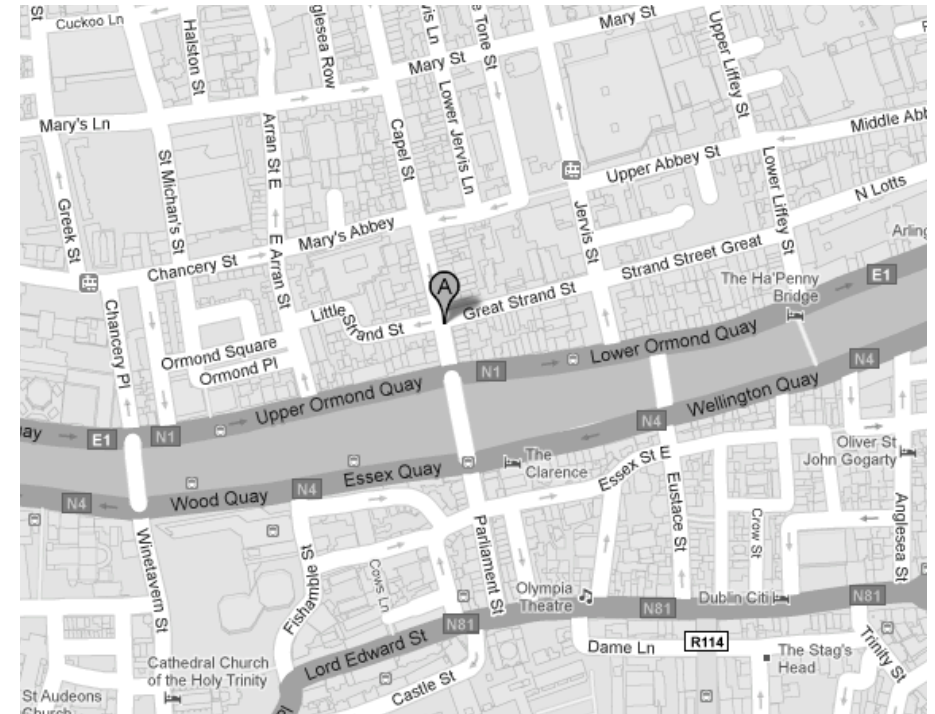 Cuckoo Ln
Halston St
glesea Row
vis Ln
e Tone St
Mary St
Upper Liffey St
Mary St
Mary's Ln
Arran St E
Capel St
Lower Jervis Ln
Middle Abb
Upper Abbey St
Lower Liffey St
St Michan's St
Greek St
N Lotts
Mary's Abbey
Jervis St
Arling
Chancery St
E Arran St
Strand Street Great
E1
The Ha'Penny
Bridge
A
Great Strand St
Little
Strand St
Chancery Pl
Ormond Square
Ormond Pl
Lower Ormond Quay
N1
N4
Upper Ormond Quay
Wellington Quay
uay
E1
N1
N4
Oliver St
John Gogarty
The
Clarence
Essex Quay
Essex St E
N4
Wood Quay
N4
Eustace St
Crow St
Anglesea St
Winetavern St
Parliament St
Fishamble St
Cows Ln
Olympia
Theatre
N81
Dublin Citi
N81
N81
Lord Edward St
Dame Ln
R114
Trinity St
The Stag's
Head
Cathedral Church
of the Holy Trinity
Castle St
St Audeons
Church
Pl